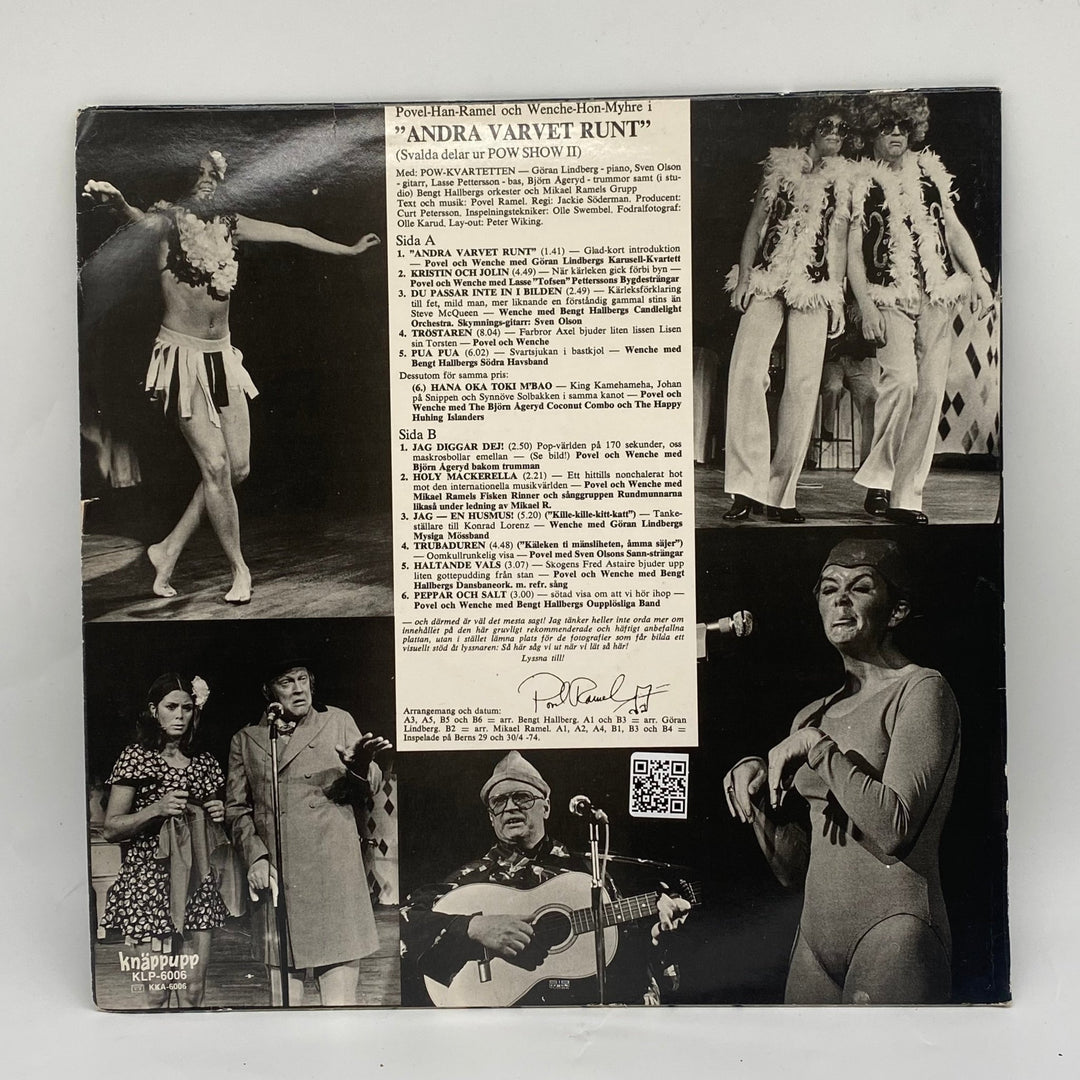 Povel-Han-Ramel och Wenche-Hon-Myhre i
”ANDRA VARVET RUNT”
(Svalda delar ur POW SHOW II)
Med: POW-KVARTETTEN — Göran Lindberg - piano, Sven Olson
- gitarr, Lasse Pettersson - bas, Björn Ågeryd - trummor samt (i stu-
dio) Bengt Hallbergs orkester och Mikael Ramels Grupp
Text och musik: Povel Ramel. Regi: Jackie Söderman. Producent:
Curt Petersson. Inspelningstekniker: Olle Swembel. Fodralfotograf:
Olle Karud. Lay-out: Peter Wiking.
Sida A
1. ”ANDRA VARVET RUNT” (1.41) — Glad-kort introduktion
— Povel och Wenche med Göran Lindbergs Karusell-Kvartett
2. KRISTIN OCH JOLIN (4.49) — När kärleken gick förbi byn —
Povel och Wenche med Lasse ”Tofsen” Petterssons Bygdesträngar
3. DU PASSAR INTE IN I BILDEN (2.49) — Kärleksförklaring
till fet, mild man, mer liknande en förståndig gammal stins än
Steve McQueen — Wenche med Bengt Hallbergs Candlelight
Orchestra. Skymnings-gitarr: Sven Olson
4. TRÖSTAREN (8.04) — Farbror Axel bjuder liten lissen Lisen
sin Torsten — Povel och Wenche
5. PUA PUA (6.02) — Svartsjukan i bastkjol — Wenche med
Bengt Hallbergs Södra Havsband
Dessutom för samma pris:
(6.) HANA OKA TOKI M'BAO — King Kamehameha, Johan
på Snippen och Synnöve Solbakken i samma kanot — Povel och
Wenche med The Björn Ågeryd Coconut Combo och The Happy
Huhing Islanders
Sida B
1. JAG DIGGAR DEJ! (2.50) Pop-världen på 170 sekunder, oss
maskrosbollar emellan — (Se bild!) Povel och Wenche med
Björn Ågeryd bakom trumman
2. HOLY MACKERELLA (2.21) — Ett hittills nonchalerat hot
mot den internationella musikvärlden — Povel och Wenche med
Mikael Ramels Fisken Rinner och sånggruppen Rundmunnarna
likaså under ledning av Mikael R.
3. JAG — EN HUSMUS! (5.20) (”Kille-kille-kitt-katt”) — Tanke-
ställare till Konrad Lorenz — Wenche med Göran Lindbergs
Mysiga Mössband
4. TRUBADUREN (4.48) (”Käleken ti mänsliheten, åmma säjer”)
— Oomkullrunkelig visa — Povel med Sven Olsons Sann-strängar
5. HALTANDE VALS (3.07) — Skogens Fred Astaire bjuder upp
liten gottepudding från stan — Povel och Wenche med Bengt
Hallbergs Dansbaneork. m. refr. sång
6. PEPPAR OCH SALT (3.00) — sötad visa om att vi hör ihop —
Povel och Wenche med Bengt Hallbergs Oupplösliga Band
— och därmed är väl det mesta sagt! Jag tänker heller inte orda mer om
innehållet på den här gruvligt rekommenderade och häftigt anbefallna
plattan, utan i stället lämna plats för de fotografier som får bilda ett
visuellt stöd åt lyssnaren: Så här såg vi ut när vi lät så här!
Lyssna till!
Povel Ramel
Arrangemang och datum:
A3, A5, B5 och B6 = arr. Bengt Hallberg. A1 och B3 = arr. Göran
Lindberg. B2 = arr. Mikael Ramel. A1, A2, A4, B1, B3 och B4 =
Inspelade på Berns 29 och 30/4 -74.
knäppupp
KLP-6006
KKA-6006